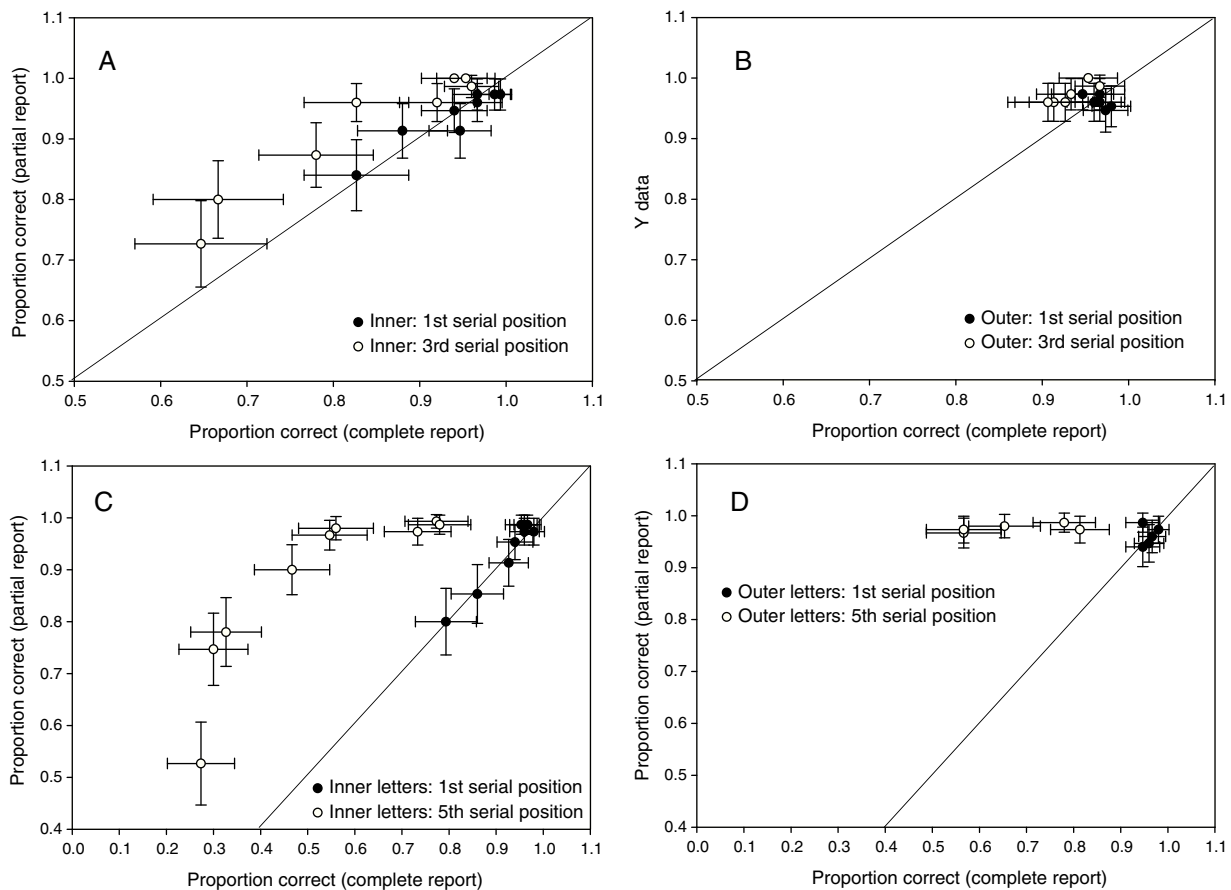 A
Proportion correct (partial report)
1.1
1.0
0.9
0.8
0.7
0.6
0.5
Inner: 1st serial position
Inner: 3rd serial position
0.5 0.6 0.7 0.8 0.9 1.0 1.1
Proportion correct (complete report)
B
Y data
1.1
1.0
0.9
0.8
0.7
0.6
0.5
Outer: 1st serial position
Outer: 3rd serial position
0.5 0.6 0.7 0.8 0.9 1.0 1.1
Proportion correct (complete report)
C
Proportion correct (partial report)
1.1
1.0
0.9
0.8
0.7
0.6
0.5
0.4
Inner letters: 1st serial position
Inner letters: 5th serial position
0.0 0.1 0.2 0.3 0.4 0.5 0.6 0.7 0.8 0.9 1.0 1.1
Proportion correct (complete report)
D
Proportion correct (partial report)
1.1
1.0
0.9
0.8
0.7
0.6
0.5
0.4
Outer letters: 1st serial position
Outer letters: 5th serial position
0.0 0.1 0.2 0.3 0.4 0.5 0.6 0.7 0.8 0.9 1.0 1.1
Proportion correct (complete report)